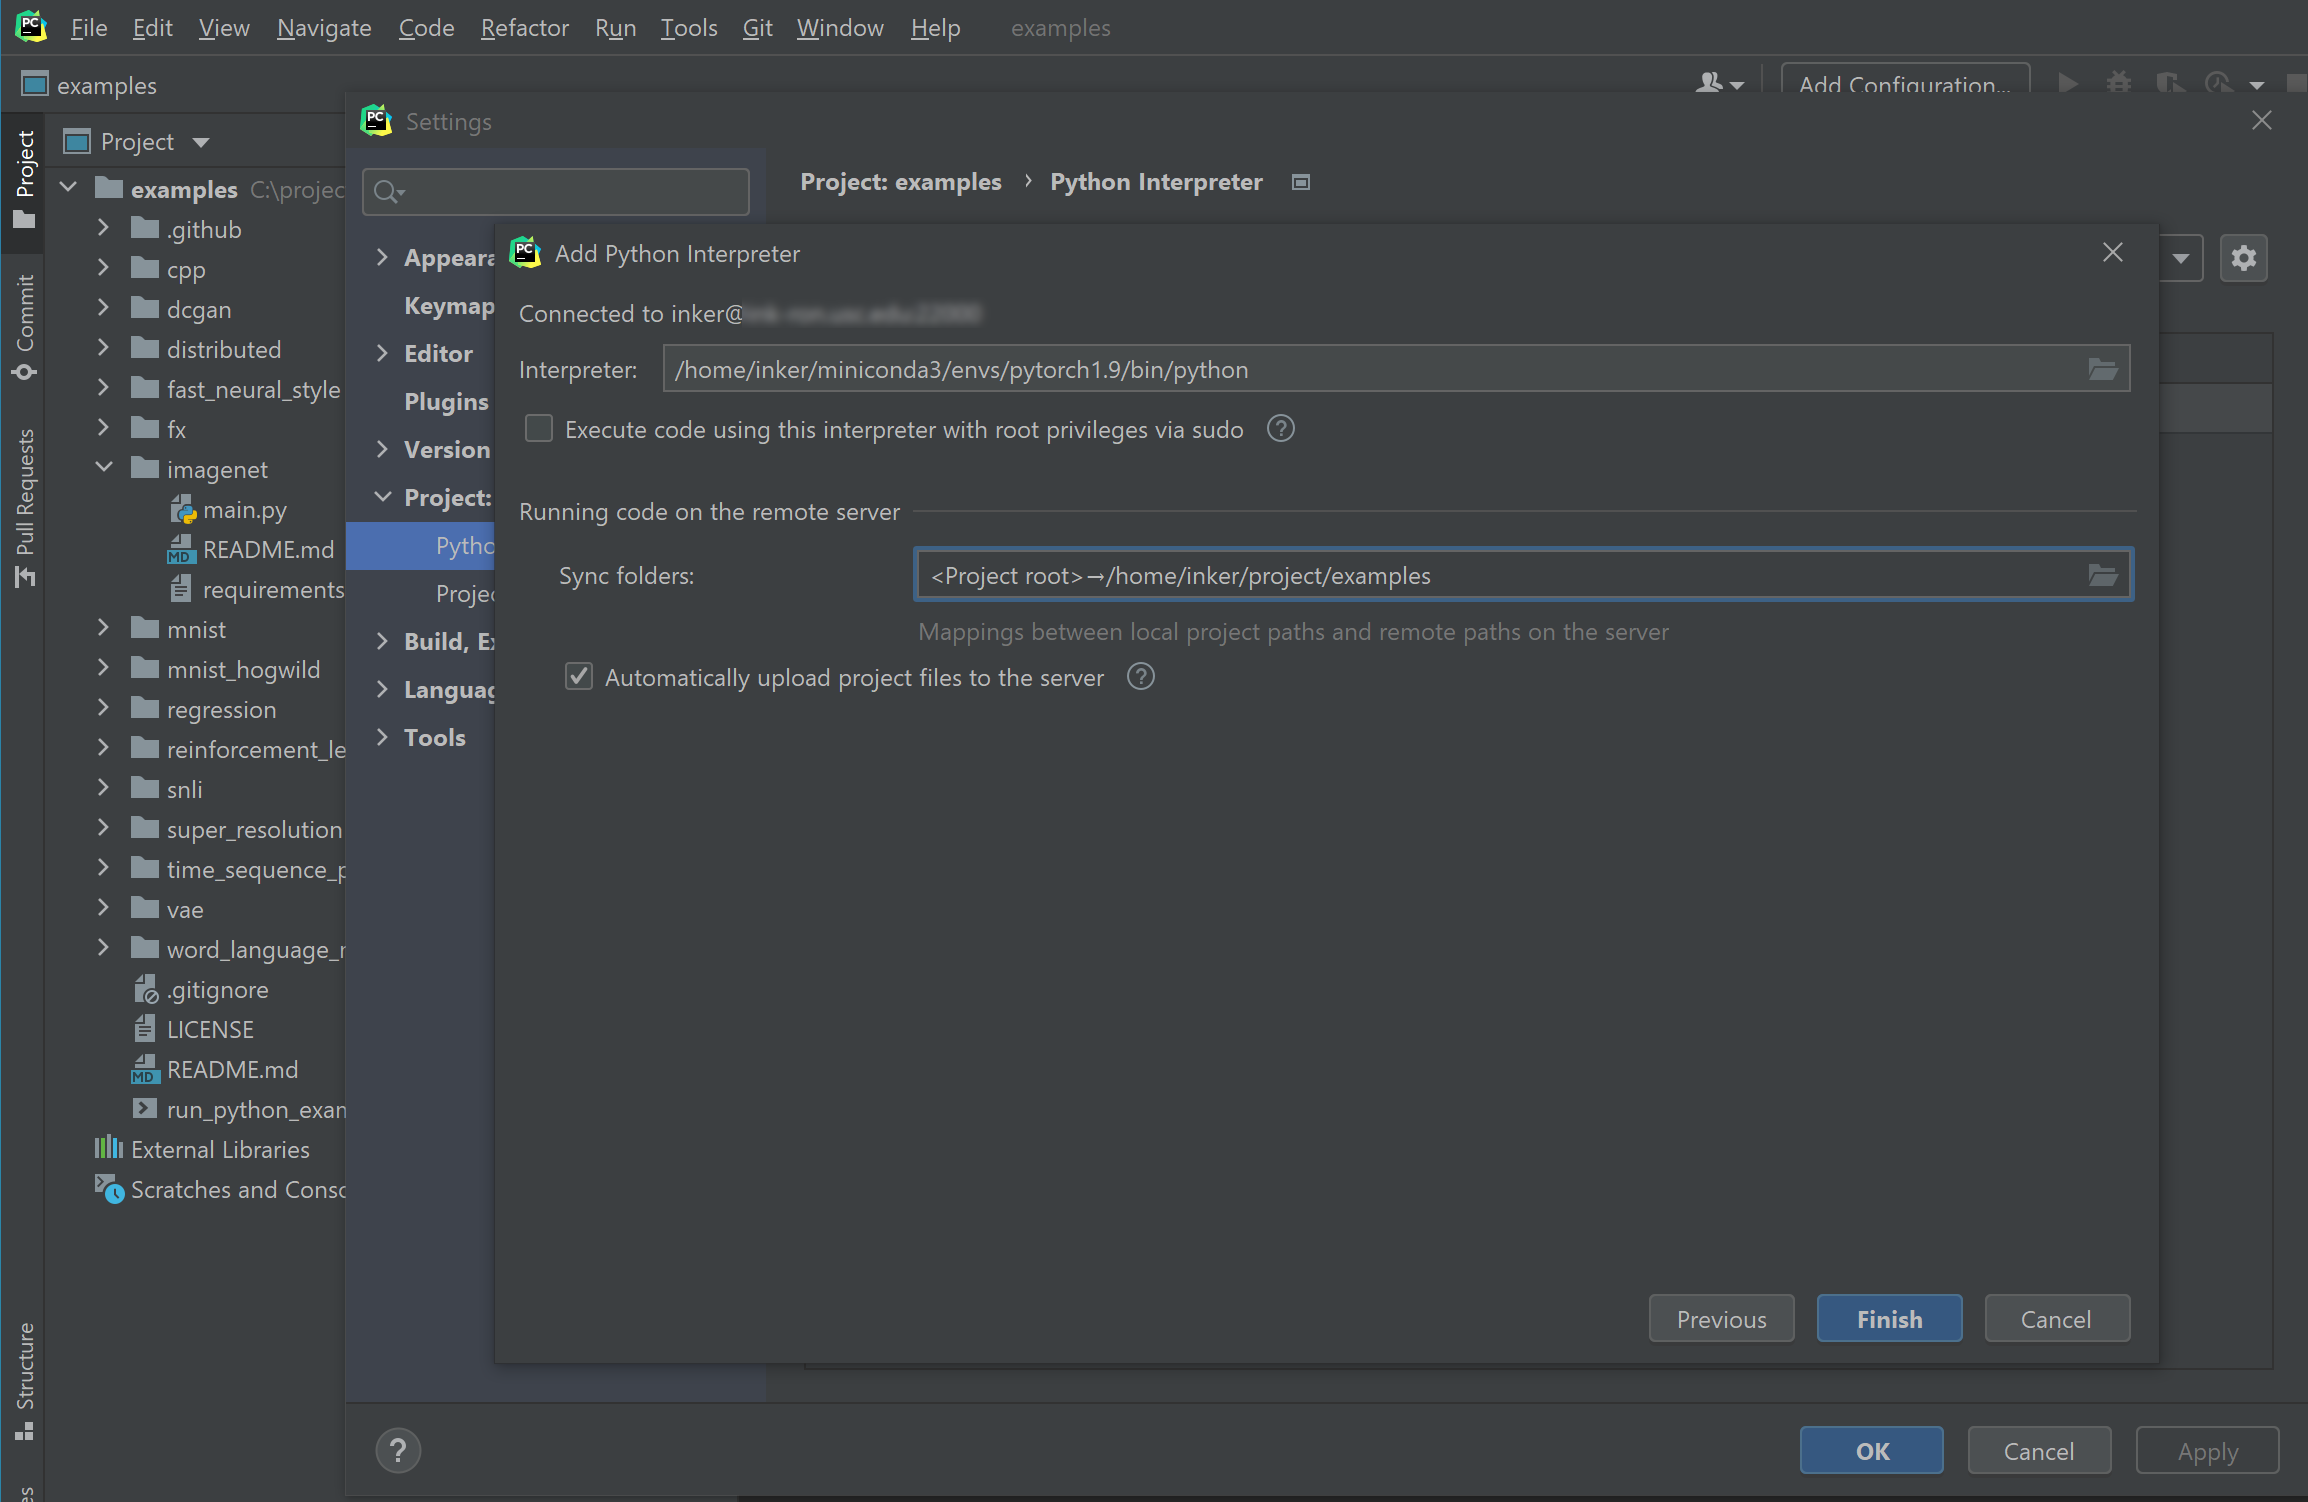 File Edit View Navigate Code Refactor Run Tools Git Window Help examples
examples
Add Configuration...
Project
Commit
Pull Requests
Structure
es
Project
examples C:\projec
.github
cpp
dcgan
distributed
fast_neural_style
fx
imagenet
main.py
MD README.md
requirements
mnist
mnist_hogwild
regression
reinforcement_le
snli
super_resolution
time_sequence_p
vae
word_language_r
.gitignore
LICENSE
MD README.md
run_python_exam
External Libraries
Scratches and Consc
PC Settings
Appeara
Keymap
Editor
Plugins
Version
Project:
Pytho
Projec
Build, Ex
Languag
Tools
Project: examples › Python Interpreter
PC Add Python Interpreter
Connected to inker@
Interpreter: /home/inker/miniconda3/envs/pytorch1.9/bin/python
Execute code using this interpreter with root privileges via sudo ?
Running code on the remote server
Sync folders: <Project root>→/home/inker/project/examples
Mappings between local project paths and remote paths on the server
Automatically upload project files to the server ?
Previous Finish Cancel
? OK Cancel Apply